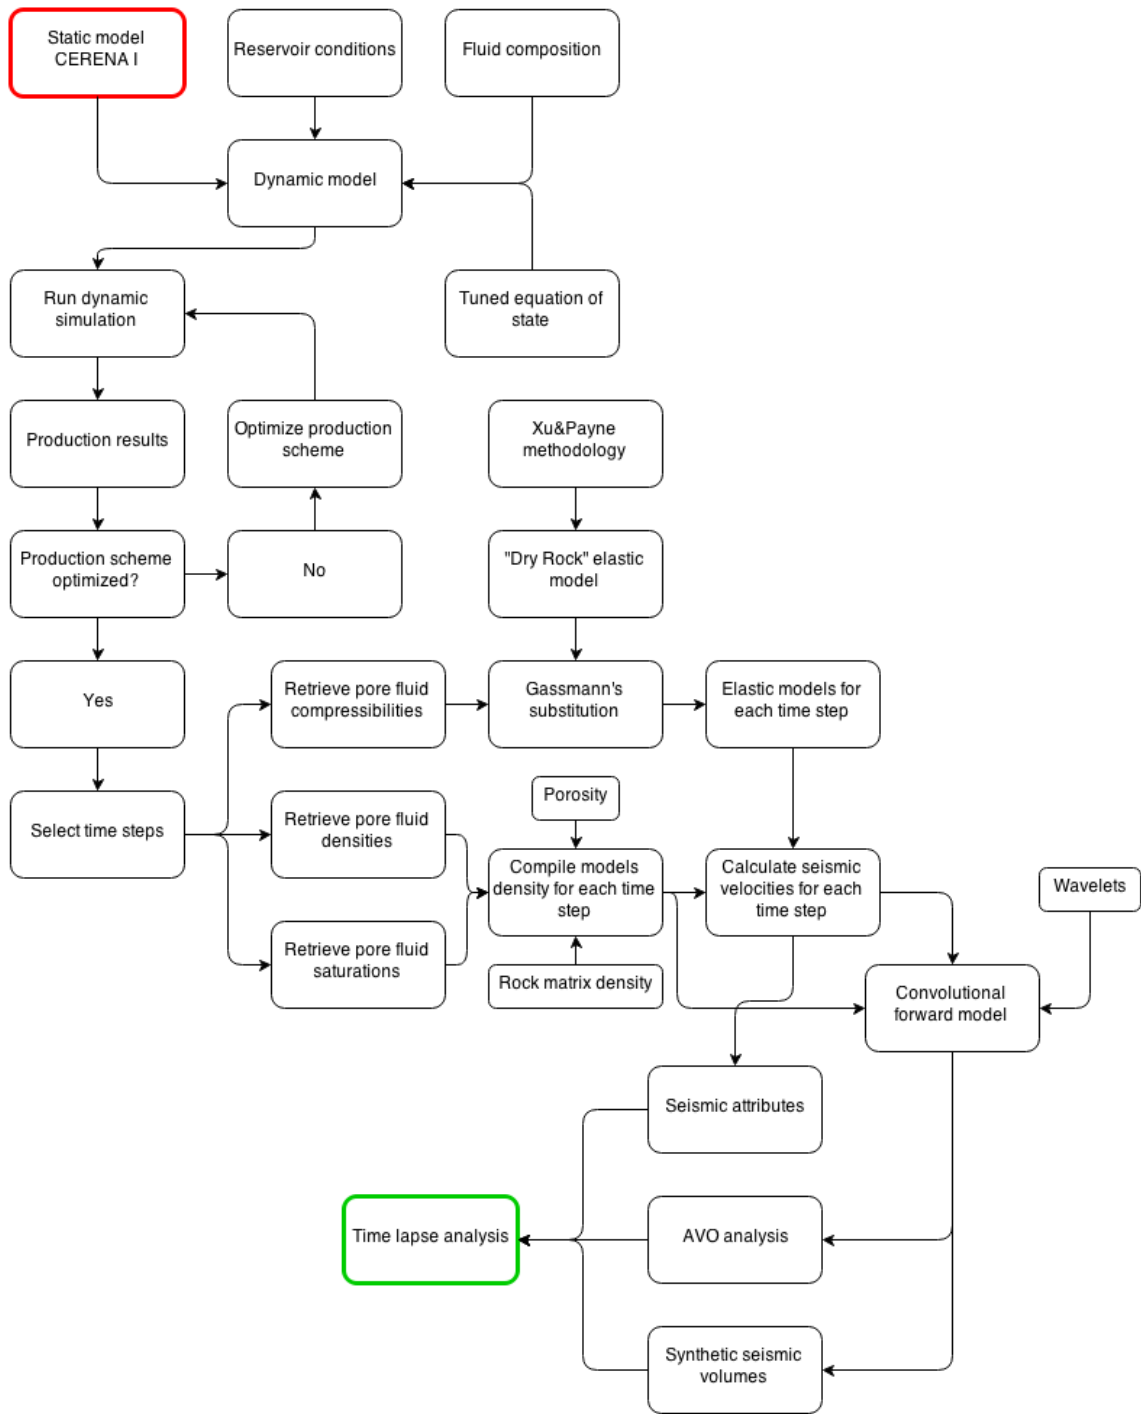 Static model
CERENA I
Reservoir conditions
Fluid composition
Dynamic model
Run dynamic
simulation
Tuned equation of
state
Production results
Optimize production
scheme
Xu&Payne
methodology
Production scheme
optimized?
No
"Dry Rock" elastic
model
Yes
Retrieve pore fluid
compressibilities
Gassmann's
substitution
Elastic models for
each time step
Select time steps
Retrieve pore fluid
densities
Porosity
Compile models
density for each time
step
Calculate seismic
velocities for each
time step
Wavelets
Retrieve pore fluid
saturations
Rock matrix density
Convolutional
forward model
Seismic attributes
Time lapse analysis
AVO analysis
Synthetic seismic
volumes